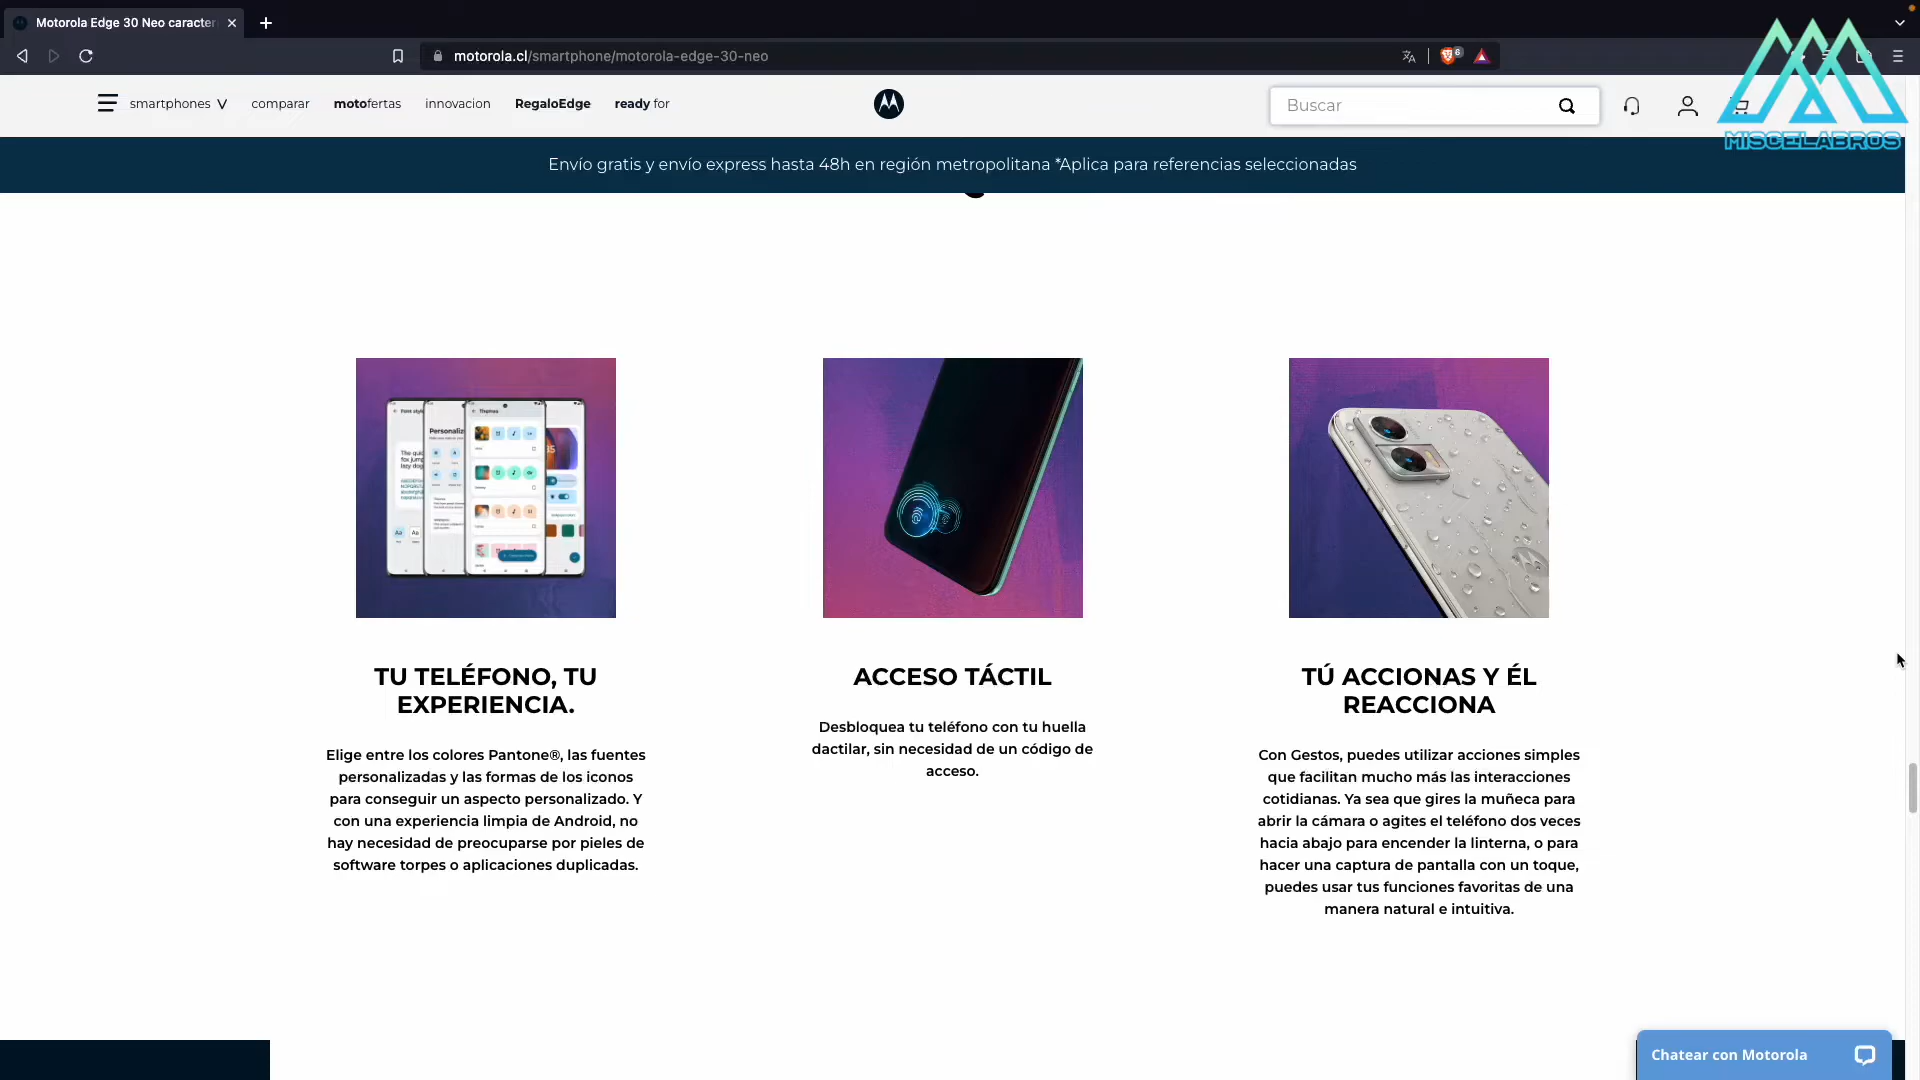 Motorola Edge 30 Neo caracter
motorola.cl/smartphone/motorola-edge-30-neo
6
smartphones
comparar
motofertas
innovacion
RegaloEdge
ready for
Buscar
MISCELABROS
Envío gratis y envío express hasta 48h en región metropolitana *Aplica para referencias seleccionadas
Themes
TU TELÉFONO, TU
EXPERIENCIA.
Elige entre los colores Pantone®, las fuentes
personalizadas y las formas de los iconos
para conseguir un aspecto personalizado. Y
con una experiencia limpia de Android, no
hay necesidad de preocuparse por pieles de
software torpes o aplicaciones duplicadas.
ACCESO TÁCTIL
Desbloquea tu teléfono con tu huella
dactilar, sin necesidad de un código de
acceso.
TÚ ACCIONAS Y ÉL
REACCIONA
Con Gestos, puedes utilizar acciones simples
que facilitan mucho más las interacciones
cotidianas. Ya sea que gires la muñeca para
abrir la cámara o agites el teléfono dos veces
hacia abajo para encender la linterna, o para
hacer una captura de pantalla con un toque,
puedes usar tus funciones favoritas de una
manera natural e intuitiva.
Chatear con Motorola